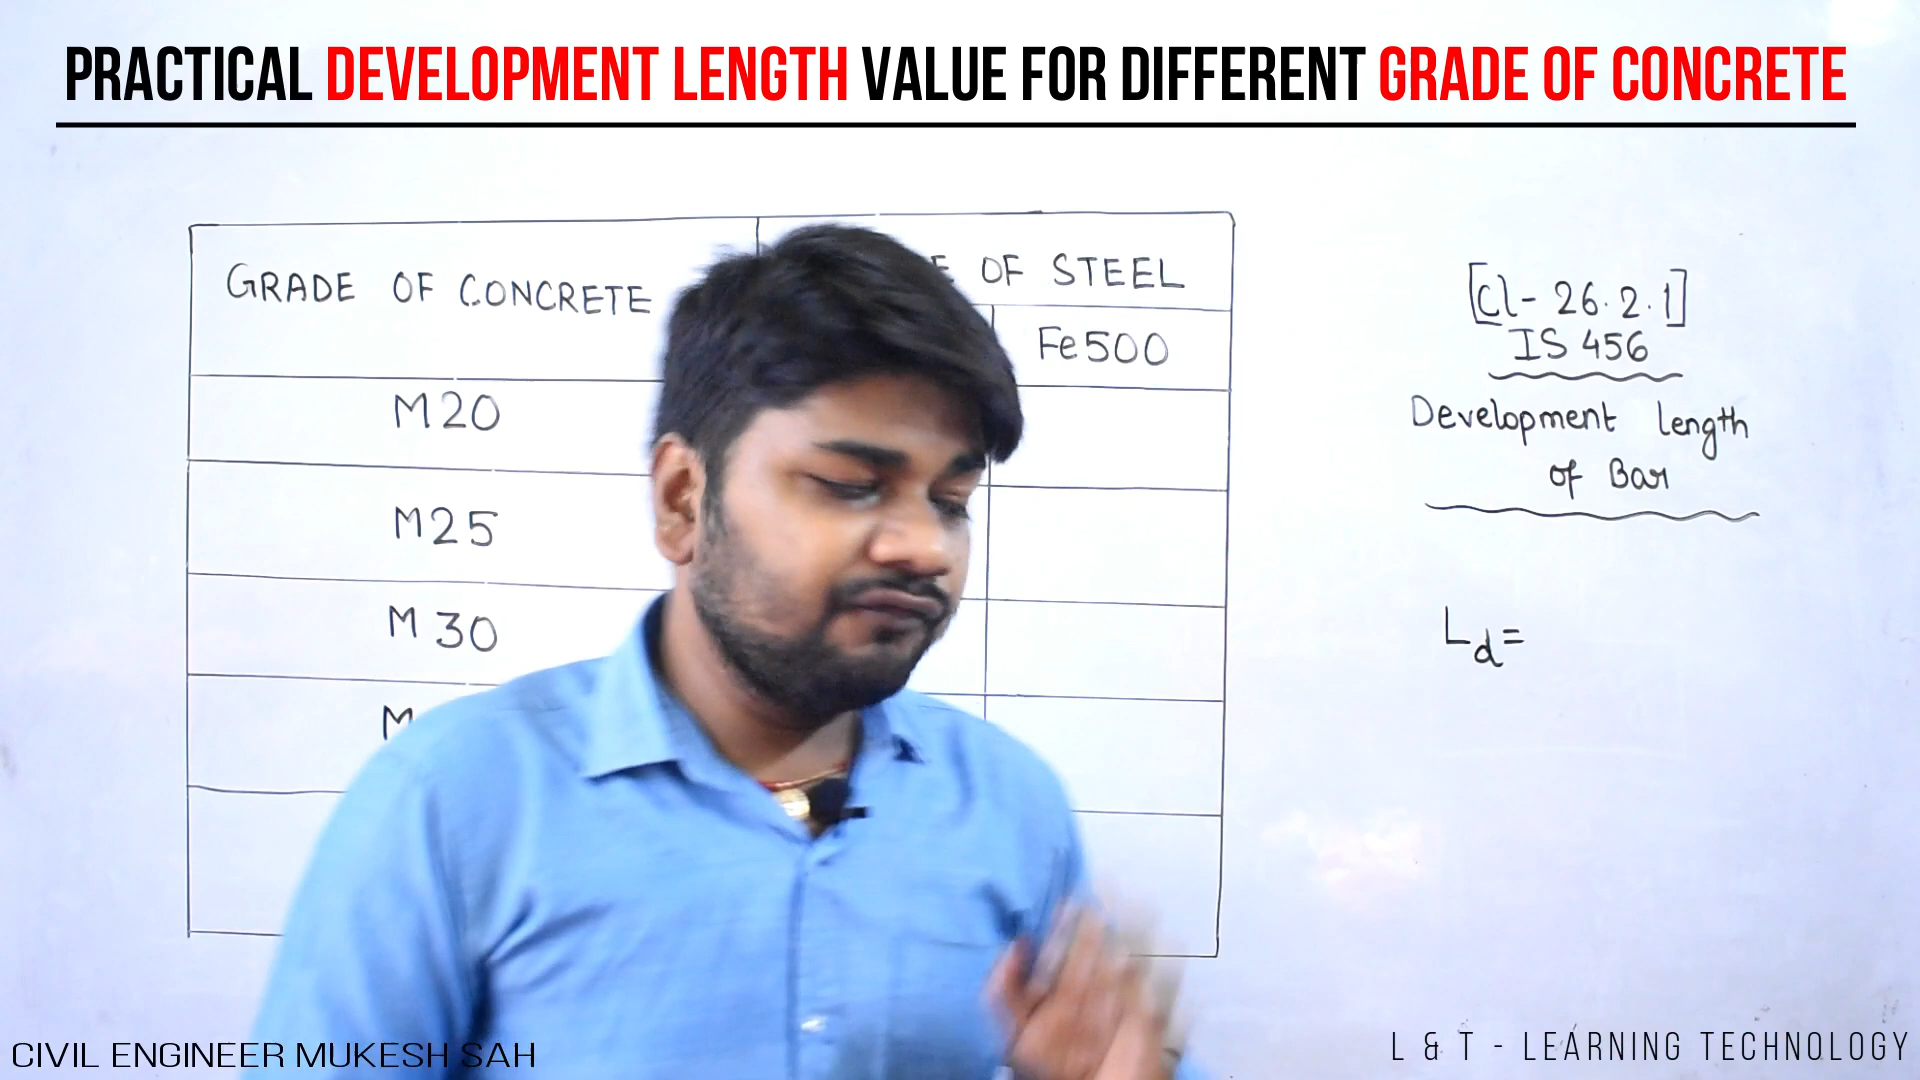 PRACTICAL DEVELOPMENT LENGTH VALUE FOR DIFFERENT GRADE OF CONCRETE
GRADE OF CONCRETE
OF STEEL
Fe500
M20
M25
M30
M
[Cl-26.2.1]
IS 456
Development length
of Bar
Ld=
CIVIL ENGINEER MUKESH SAH
L & T - LEARNING TECHNOLOGY